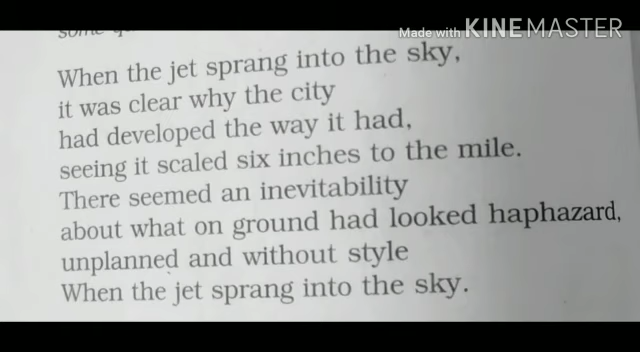 Made with KINEMASTER
some
When the jet sprang into the sky,
it was clear why the city
had developed the way it had,
seeing it scaled six inches to the mile.
There seemed an inevitability
about what on ground had looked haphazard,
unplanned and without style
When the jet sprang into the sky.